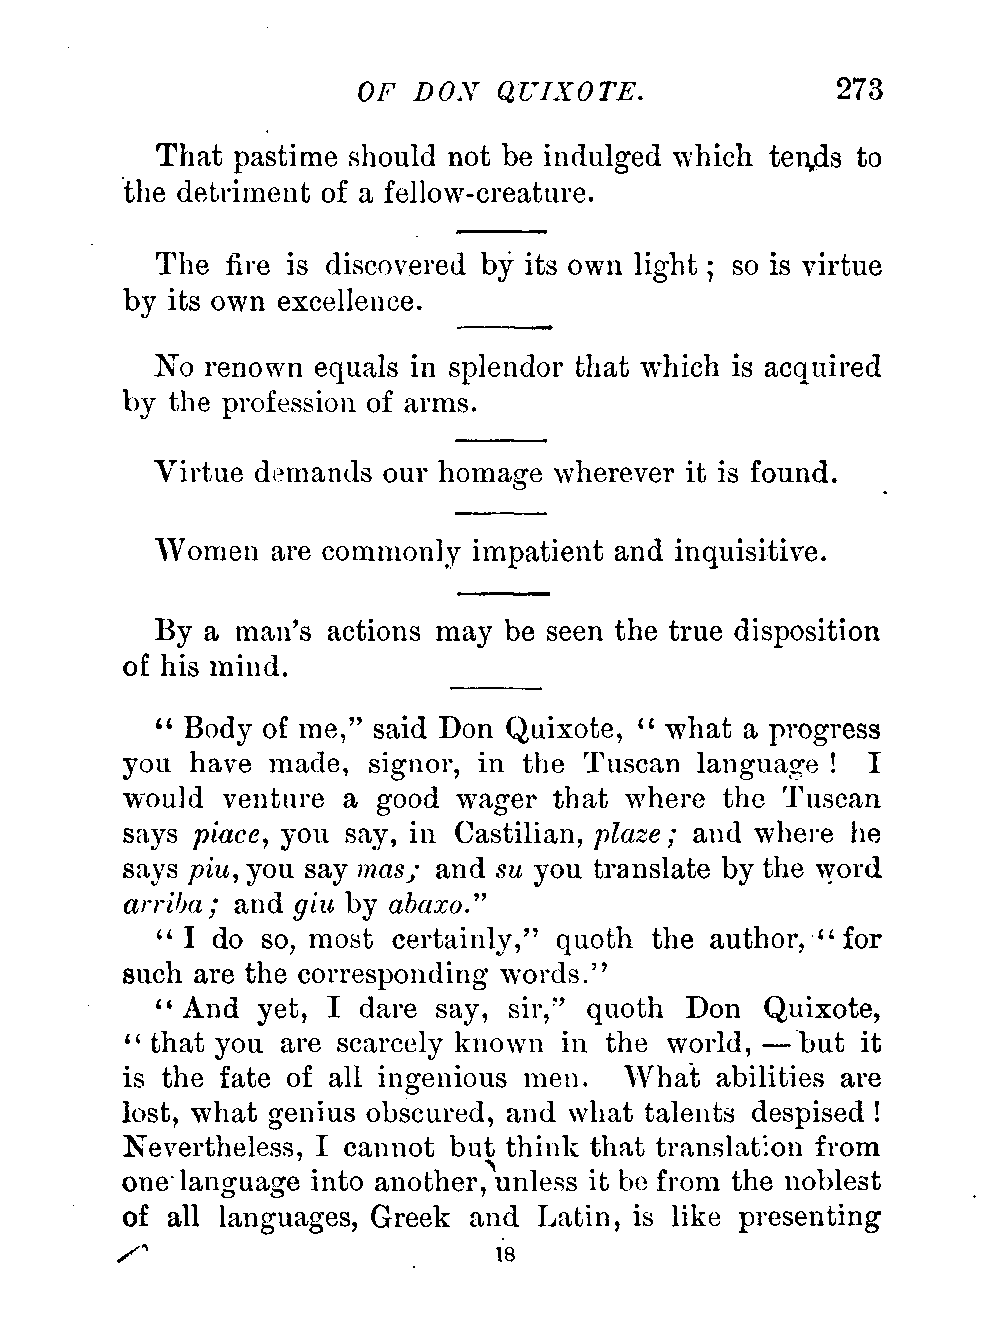 OF DON QUIXOTE. 273
That pastime should not be indulged which tends to
the detriment of a fellow-creature.
The fire is discovered by its own light ; so is virtue
by its own excellence.
No renown equals in splendor that which is acquired
by the profession of arms.
Virtue demands our homage wherever it is found.
Women are commonly impatient and inquisitive.
By a man's actions may be seen the true disposition
of his mind.
“ Body of me,” said Don Quixote, “ what a progress
you have made, signor, in the Tuscan language ! I
would venture a good wager that where the Tuscan
says piace, you say, in Castilian, plaze ; and where he
says piu, you say mas ; and su you translate by the word
arriba ; and giu by abaxo.”
“ I do so, most certainly,” quoth the author, “ for
such are the corresponding words.”
“ And yet, I dare say, sir,” quoth Don Quixote,
“ that you are scarcely known in the world, — but it
is the fate of all ingenious men. What abilities are
lost, what genius obscured, and what talents despised !
Nevertheless, I cannot but think that translation from
one language into another, unless it be from the noblest
of all languages, Greek and Latin, is like presenting
18